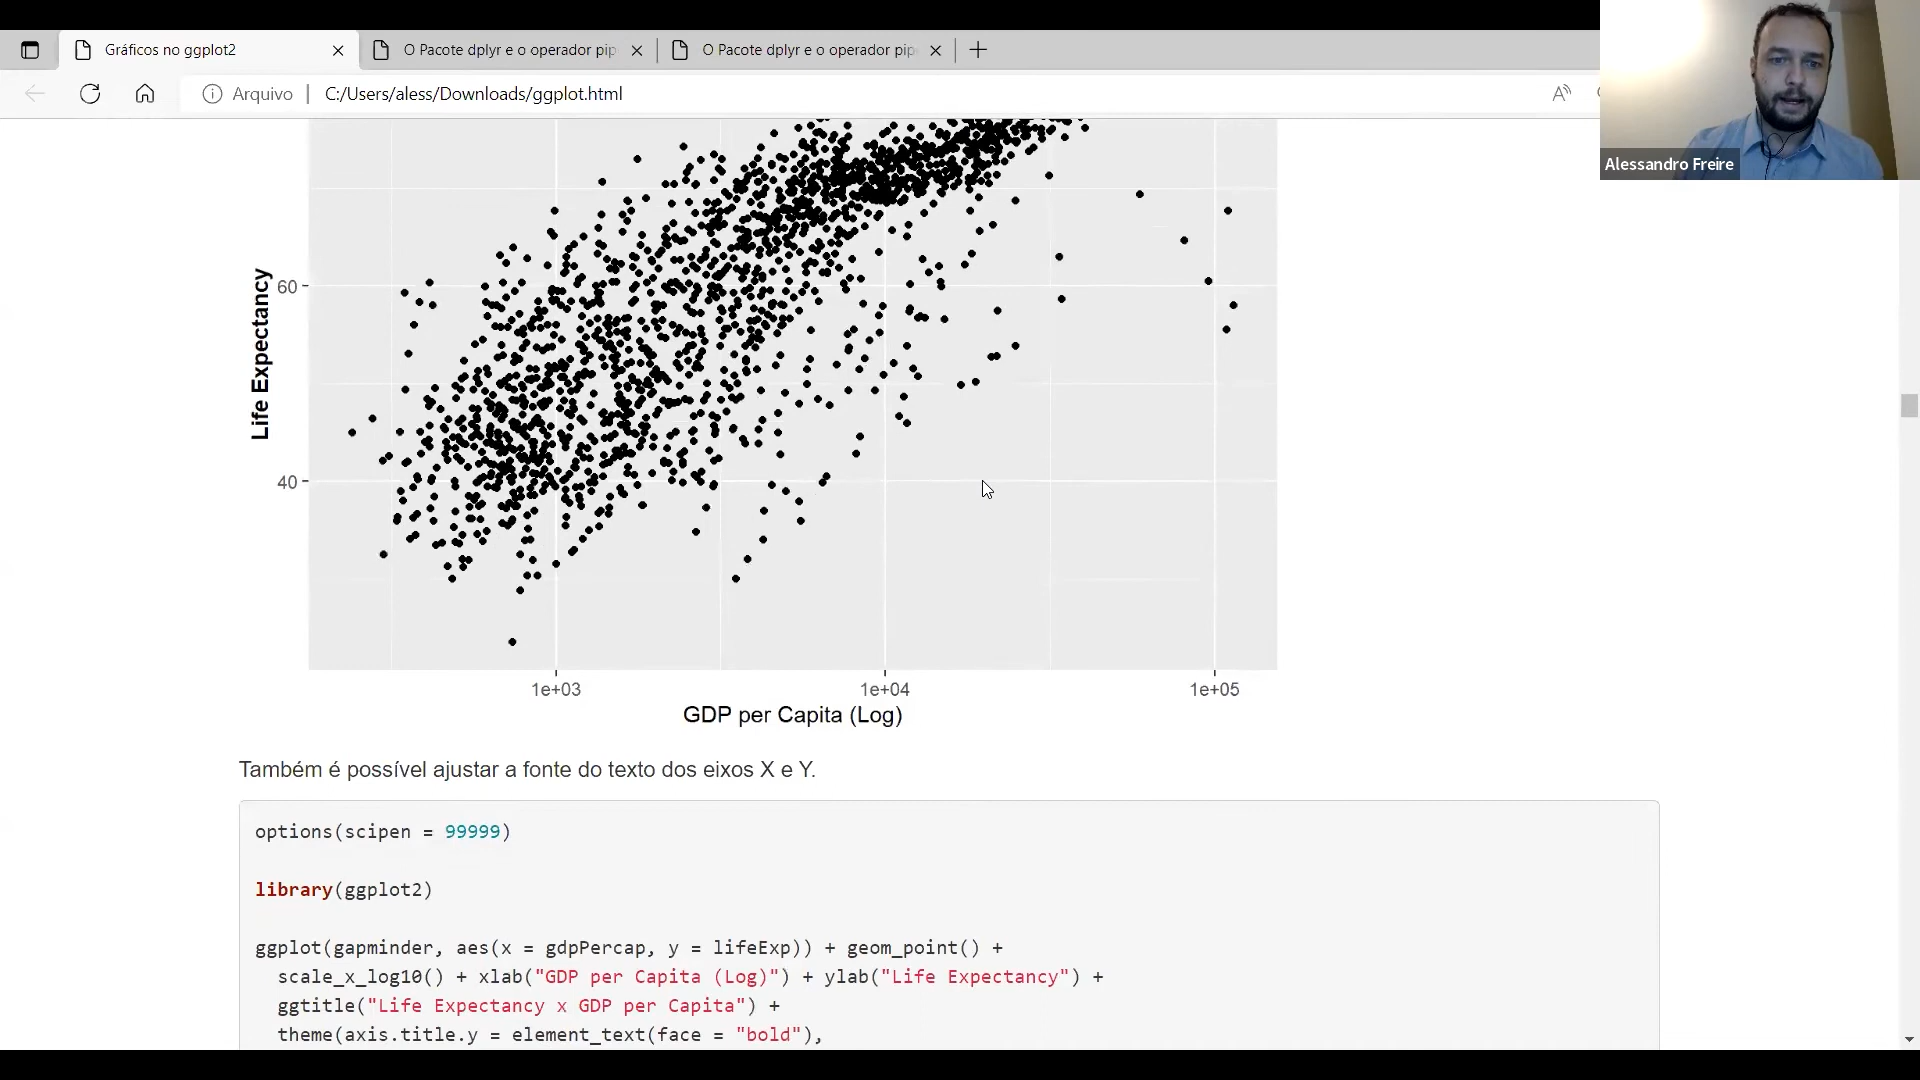 Gráficos no ggplot2
O Pacote dplyr e o operador pip
O Pacote dplyr e o operador pip
Arquivo
C:/Users/aless/Downloads/ggplot.html
Alessandro Freire
Life Expectancy
60
40
1e+03
1e+04
1e+05
GDP per Capita (Log)
Também é possível ajustar a fonte do texto dos eixos X e Y.
options(scipen = 99999)
library(ggplot2)
ggplot(gapminder, aes(x = gdpPercap, y = lifeExp)) + geom_point() +
scale_x_log10() + xlab("GDP per Capita (Log)") + ylab("Life Expectancy") +
ggtitle("Life Expectancy x GDP per Capita") +
theme(axis.title.y = element_text(face = "bold"),